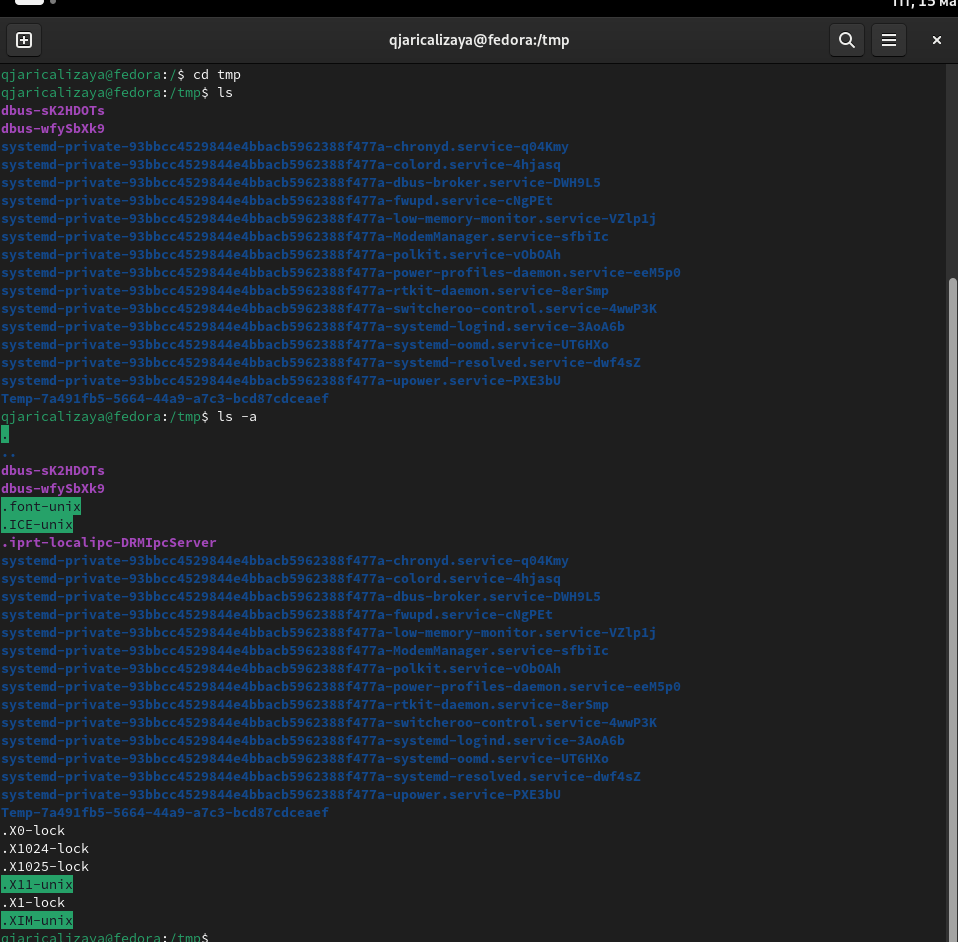 Пт, 15 ма
qjaricalizaya@fedora:/tmp
qjaricalizaya@fedora:/$ cd tmp
qjaricalizaya@fedora:/tmp$ ls
dbus-sK2HDOTs
dbus-wfySbXk9
systemd-private-93bbcc4529844e4bbacb5962388f477a-chronyd.service-q04Kmy
systemd-private-93bbcc4529844e4bbacb5962388f477a-colord.service-4hjasq
systemd-private-93bbcc4529844e4bbacb5962388f477a-dbus-broker.service-DWH9L5
systemd-private-93bbcc4529844e4bbacb5962388f477a-fwupd.service-cNgPEt
systemd-private-93bbcc4529844e4bbacb5962388f477a-low-memory-monitor.service-VZlp1j
systemd-private-93bbcc4529844e4bbacb5962388f477a-ModemManager.service-sfbiIc
systemd-private-93bbcc4529844e4bbacb5962388f477a-polkit.service-vObOAh
systemd-private-93bbcc4529844e4bbacb5962388f477a-power-profiles-daemon.service-eeM5p0
systemd-private-93bbcc4529844e4bbacb5962388f477a-rtkit-daemon.service-8erSmp
systemd-private-93bbcc4529844e4bbacb5962388f477a-switcheroo-control.service-4wwP3K
systemd-private-93bbcc4529844e4bbacb5962388f477a-systemd-logind.service-3AoA6b
systemd-private-93bbcc4529844e4bbacb5962388f477a-systemd-oomd.service-UT6HXo
systemd-private-93bbcc4529844e4bbacb5962388f477a-systemd-resolved.service-dwf4sZ
systemd-private-93bbcc4529844e4bbacb5962388f477a-upower.service-PXE3bU
Temp-7a491fb5-5664-44a9-a7c3-bcd87cdceaef
qjaricalizaya@fedora:/tmp$ ls -a
.
..
dbus-sK2HDOTs
dbus-wfySbXk9
.font-unix
.ICE-unix
.iprt-localipc-DRMIpcServer
systemd-private-93bbcc4529844e4bbacb5962388f477a-chronyd.service-q04Kmy
systemd-private-93bbcc4529844e4bbacb5962388f477a-colord.service-4hjasq
systemd-private-93bbcc4529844e4bbacb5962388f477a-dbus-broker.service-DWH9L5
systemd-private-93bbcc4529844e4bbacb5962388f477a-fwupd.service-cNgPEt
systemd-private-93bbcc4529844e4bbacb5962388f477a-low-memory-monitor.service-VZlp1j
systemd-private-93bbcc4529844e4bbacb5962388f477a-ModemManager.service-sfbiIc
systemd-private-93bbcc4529844e4bbacb5962388f477a-polkit.service-vObOAh
systemd-private-93bbcc4529844e4bbacb5962388f477a-power-profiles-daemon.service-eeM5p0
systemd-private-93bbcc4529844e4bbacb5962388f477a-rtkit-daemon.service-8erSmp
systemd-private-93bbcc4529844e4bbacb5962388f477a-switcheroo-control.service-4wwP3K
systemd-private-93bbcc4529844e4bbacb5962388f477a-systemd-logind.service-3AoA6b
systemd-private-93bbcc4529844e4bbacb5962388f477a-systemd-oomd.service-UT6HXo
systemd-private-93bbcc4529844e4bbacb5962388f477a-systemd-resolved.service-dwf4sZ
systemd-private-93bbcc4529844e4bbacb5962388f477a-upower.service-PXE3bU
Temp-7a491fb5-5664-44a9-a7c3-bcd87cdceaef
.X0-lock
.X1024-lock
.X1025-lock
.X11-unix
.X1-lock
.XIM-unix
qjaricalizaya@fedora:/tmp$